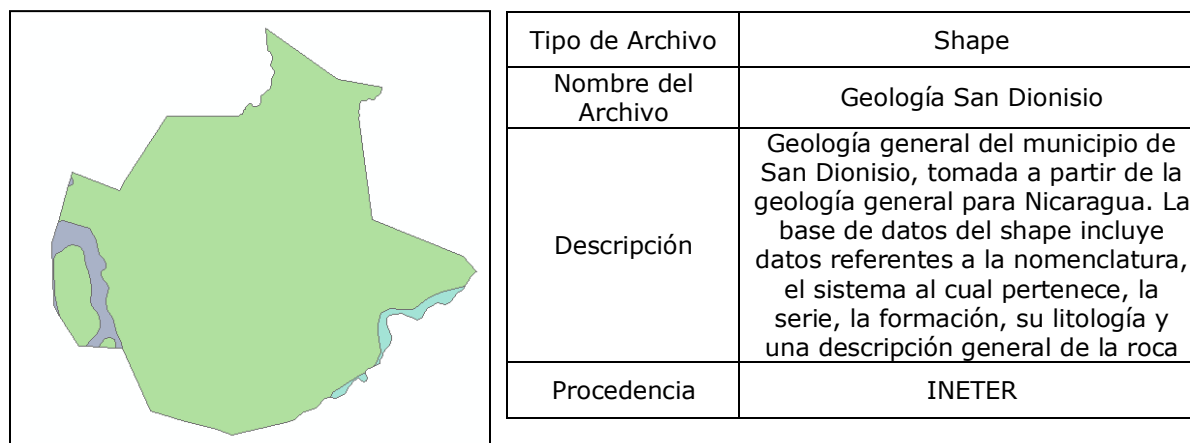 Tipo de Archivo
Shape
Nombre del
Archivo
Geología San Dionisio
Descripción
Geología general del municipio de
San Dionisio, tomada a partir de la
geología general para Nicaragua. La
base de datos del shape incluye
datos referentes a la nomenclatura,
el sistema al cual pertenece, la
serie, la formación, su litología y
una descripción general de la roca
Procedencia
INETER